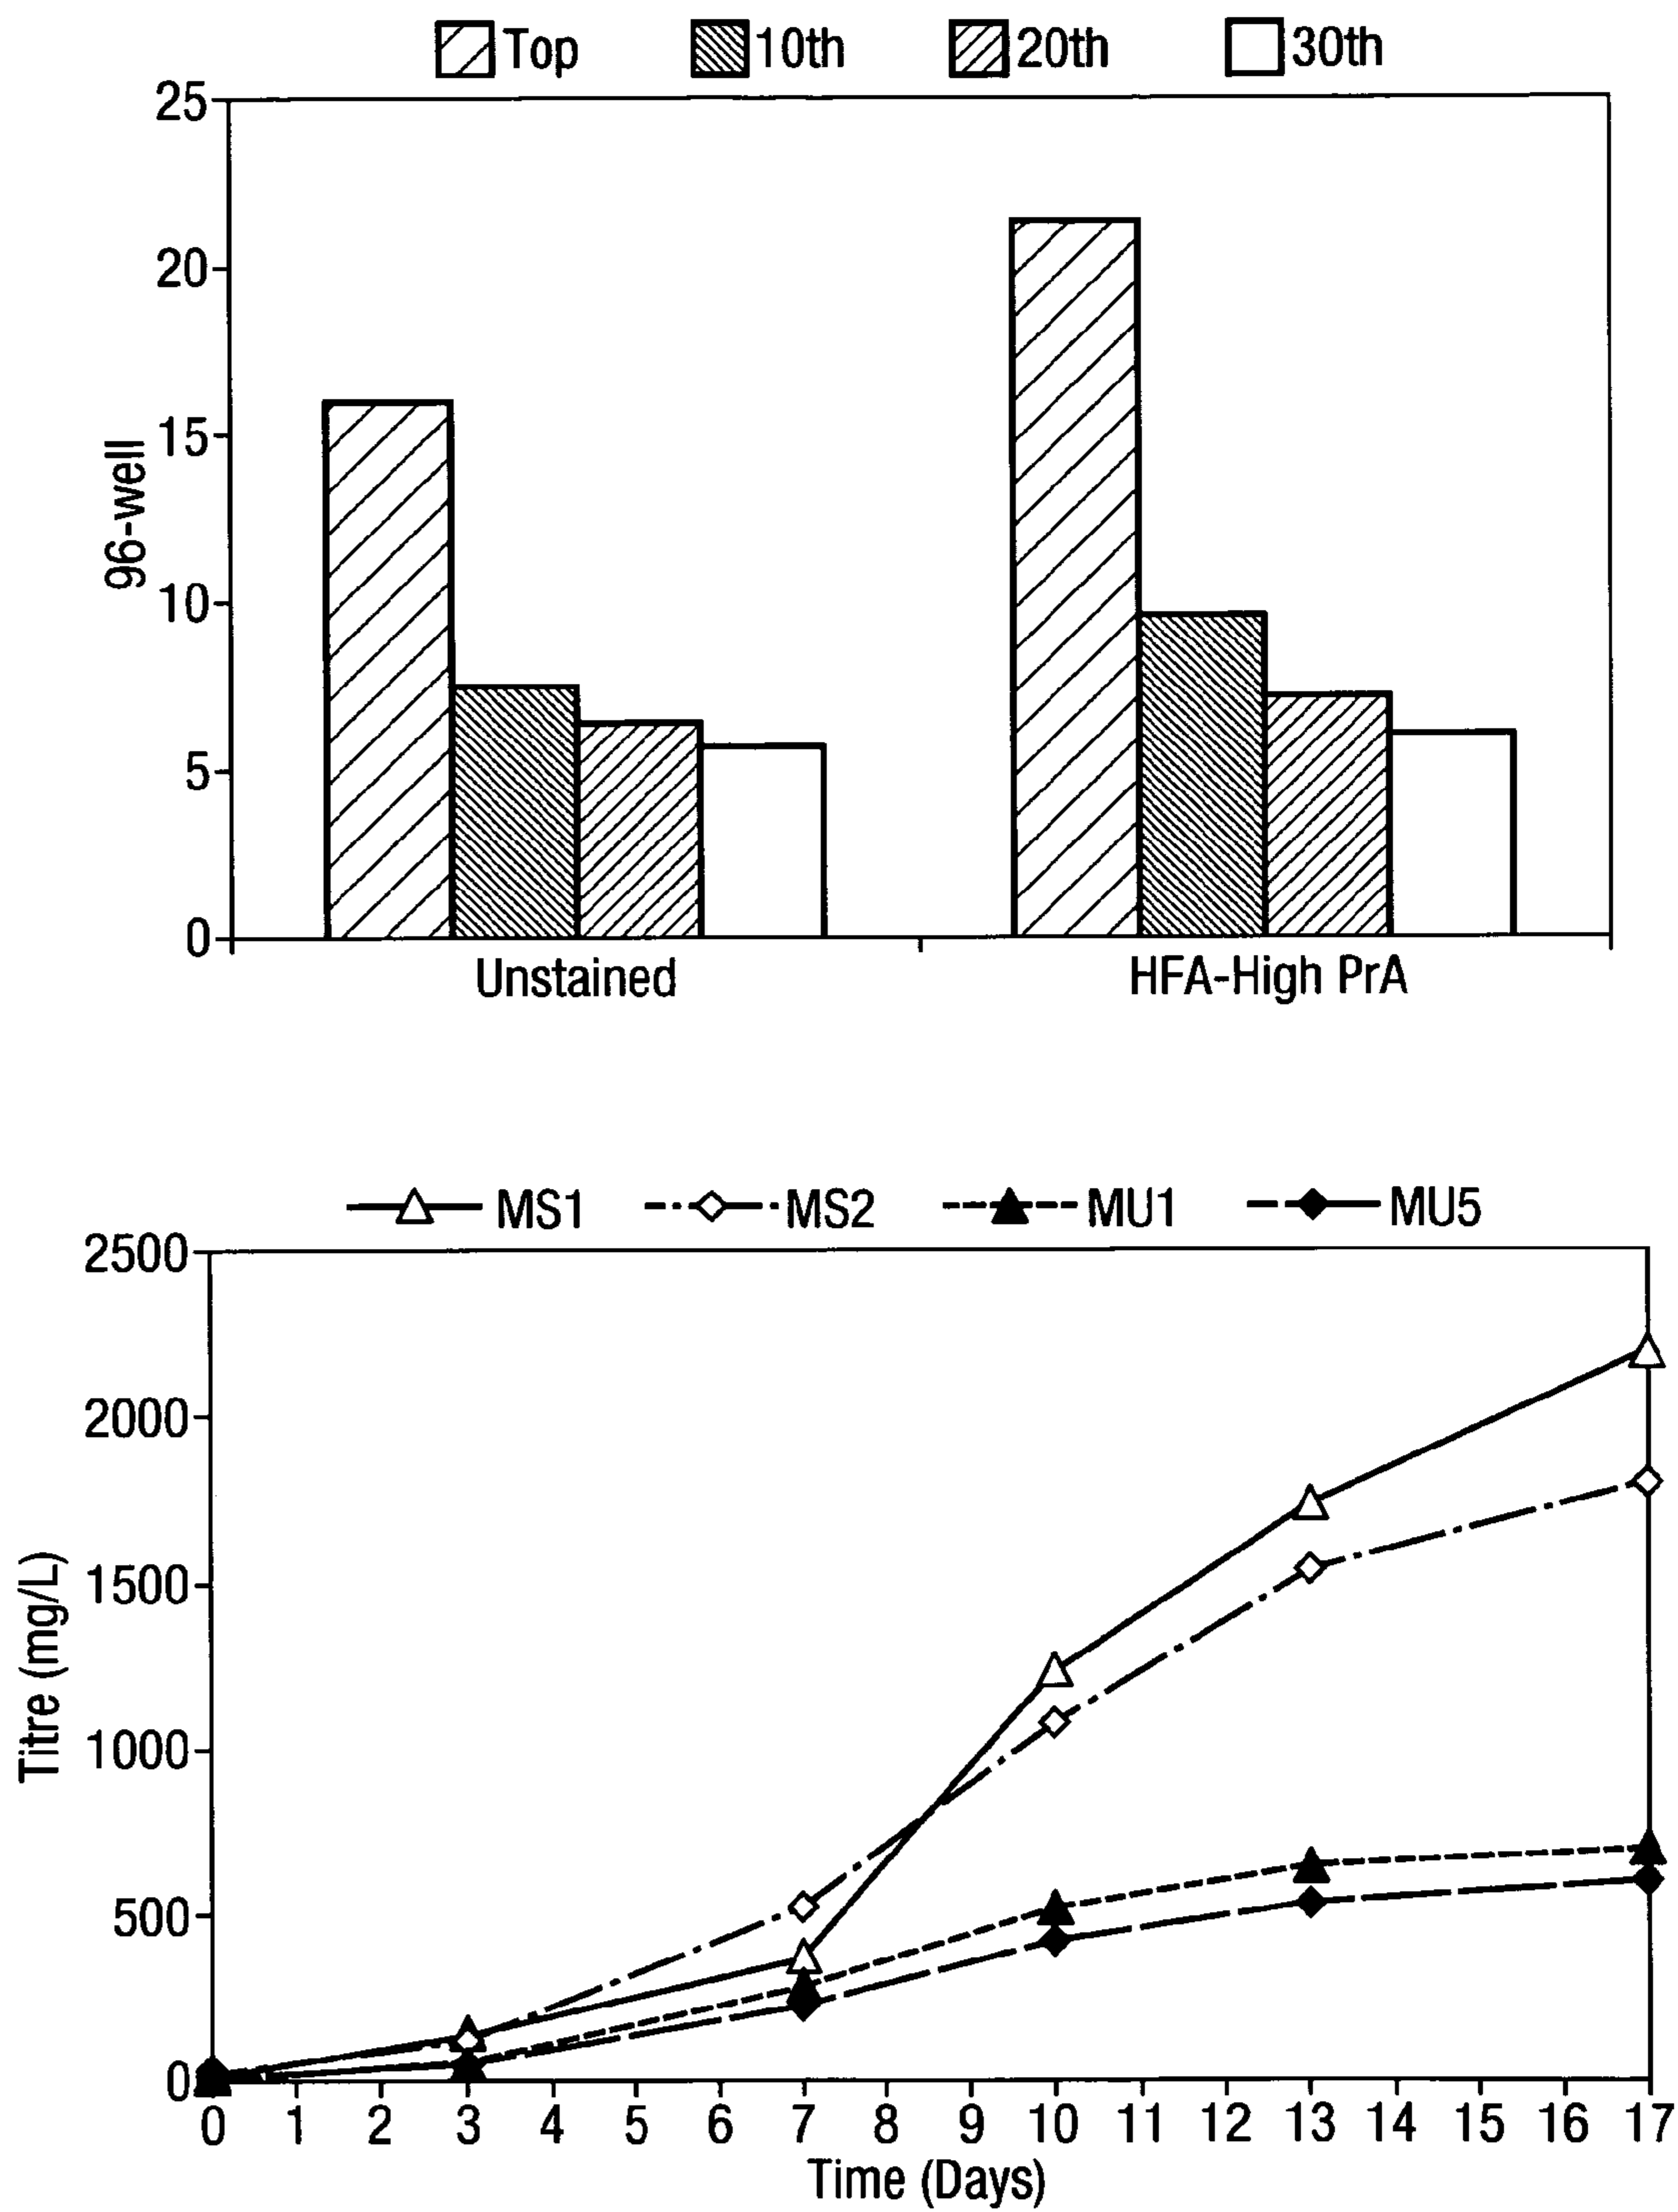 Top 10th 20th 30th
25
20
15
10
5
0
96-well
Unstained HFA-High PrA
MS1 MS2 MU1 MU5
2500
2000
1500
1000
500
0
Titre (mg/L)
0 1 2 3 4 5 6 7 8 9 10 11 12 13 14 15 16 17
Time (Days)